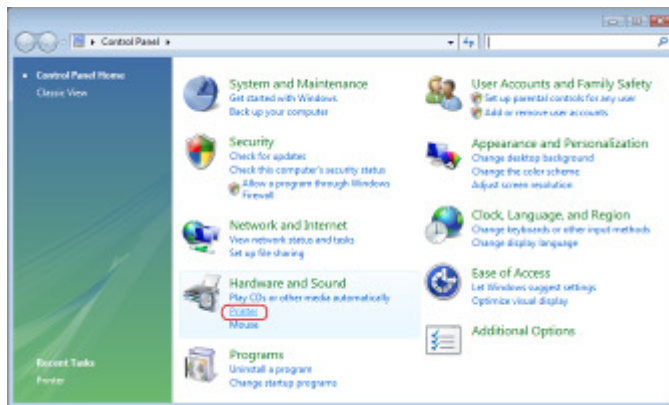 Control Panel
Control Panel Home
Classic View
Recent Tasks
Printer
System and Maintenance
Get started with Windows
Back up your computer
Security
Check for updates
Check this computer's security status
Allow a program through Windows
Firewall
Network and Internet
View network status and tasks
Set up file sharing
Hardware and Sound
Play CDs or other media automatically
Printer
Mouse
Programs
Uninstall a program
Change startup programs
User Accounts and Family Safety
Set up parental controls for any user
Add or remove user accounts
Appearance and Personalization
Change desktop background
Change the color scheme
Adjust screen resolution
Clock, Language, and Region
Change keyboards or other input methods
Change display language
Ease of Access
Let Windows suggest settings
Optimize visual display
Additional Options